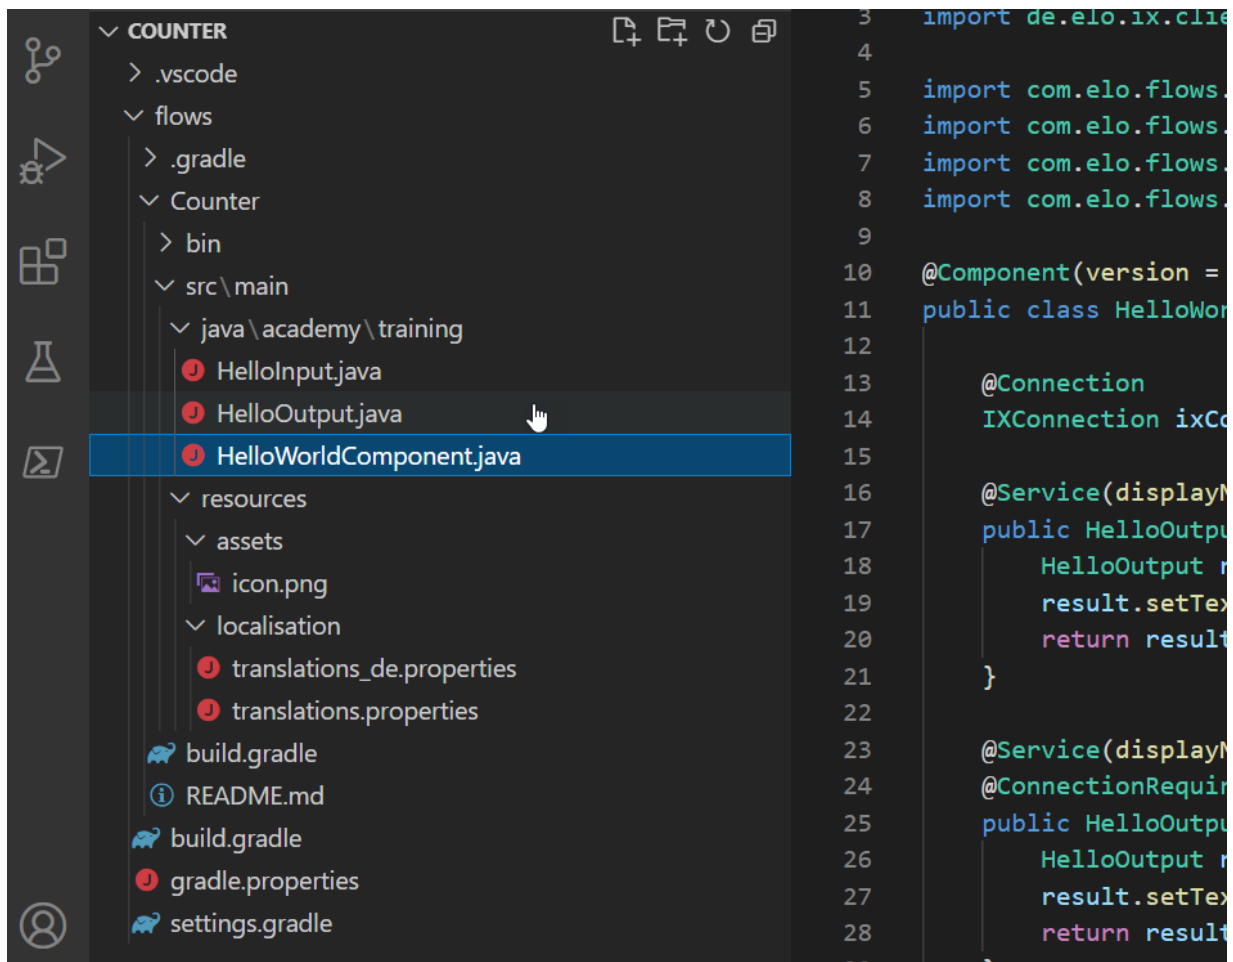 COUNTER
.vscode
flows
.gradle
Counter
bin
src\main
java\academy\training
HelloInput.java
HelloOutput.java
HelloWorldComponent.java
resources
assets
icon.png
localisation
translations_de.properties
translations.properties
build.gradle
README.md
build.gradle
gradle.properties
settings.gradle
3 import de.elo.ix.clie
4
5 import com.elo.flows.
6 import com.elo.flows.
7 import com.elo.flows.
8 import com.elo.flows.
9
10 @Component(version =
11 public class HelloWor
12
13 @Connection
14 IXConnection ixCo
15
16 @Service(displayN
17 public HelloOutpu
18 HelloOutput r
19 result.setTex
20 return result
21 }
22
23 @Service(displayN
24 @ConnectionRequir
25 public HelloOutpu
26 HelloOutput r
27 result.setTex
28 return result